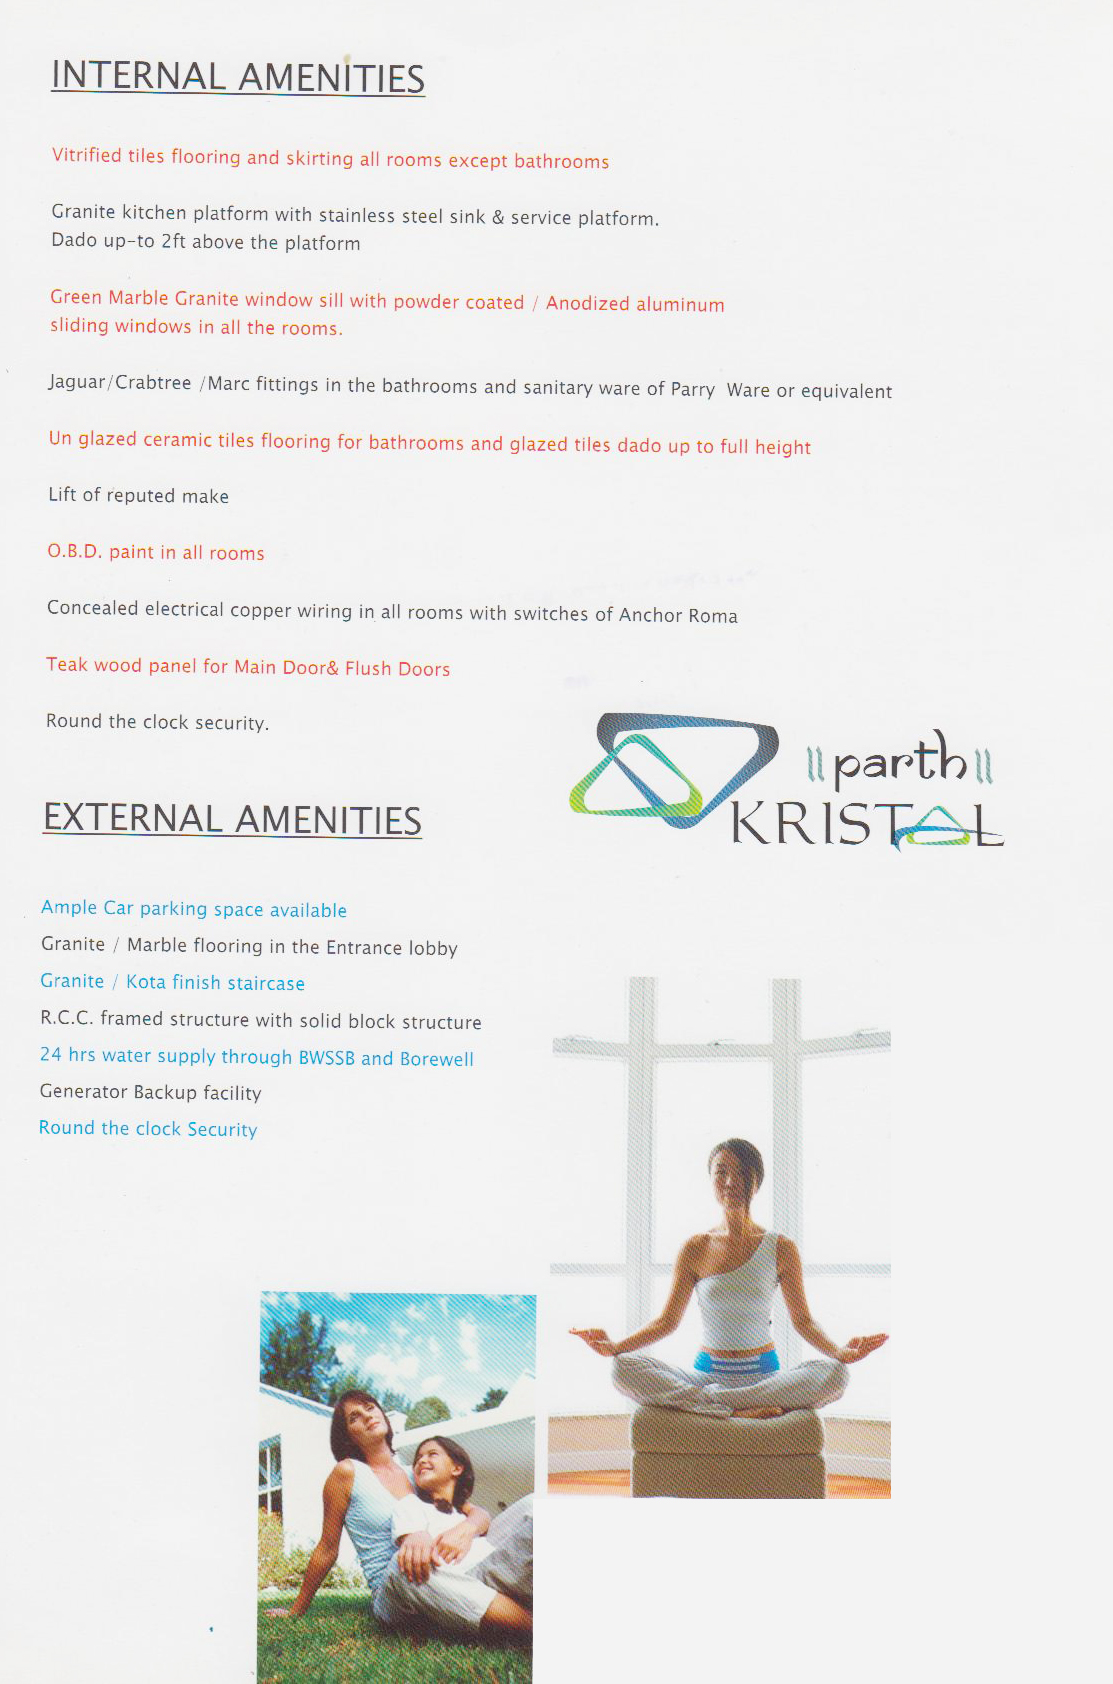 INTERNAL AMENITIES
Vitrified tiles flooring and skirting all rooms except bathrooms
Granite kitchen platform with stainless steel sink & service platform.
Dado up-to 2ft above the platform
Green Marble Granite window sill with powder coated / Anodized aluminum
sliding windows in all the rooms.
Jaguar/Crabtree /Marc fittings in the bathrooms and sanitary ware of Parry Ware or equivalent
Un glazed ceramic tiles flooring for bathrooms and glazed tiles dado up to full height
Lift of reputed make
O.B.D. paint in all rooms
Concealed electrical copper wiring in all rooms with switches of Anchor Roma
Teak wood panel for Main Door& Flush Doors
Round the clock security.
॥parth॥
KRISTAL
EXTERNAL AMENITIES
Ample Car parking space available
Granite / Marble flooring in the Entrance lobby
Granite / Kota finish staircase
R.C.C. framed structure with solid block structure
24 hrs water supply through BWSSB and Borewell
Generator Backup facility
Round the clock Security